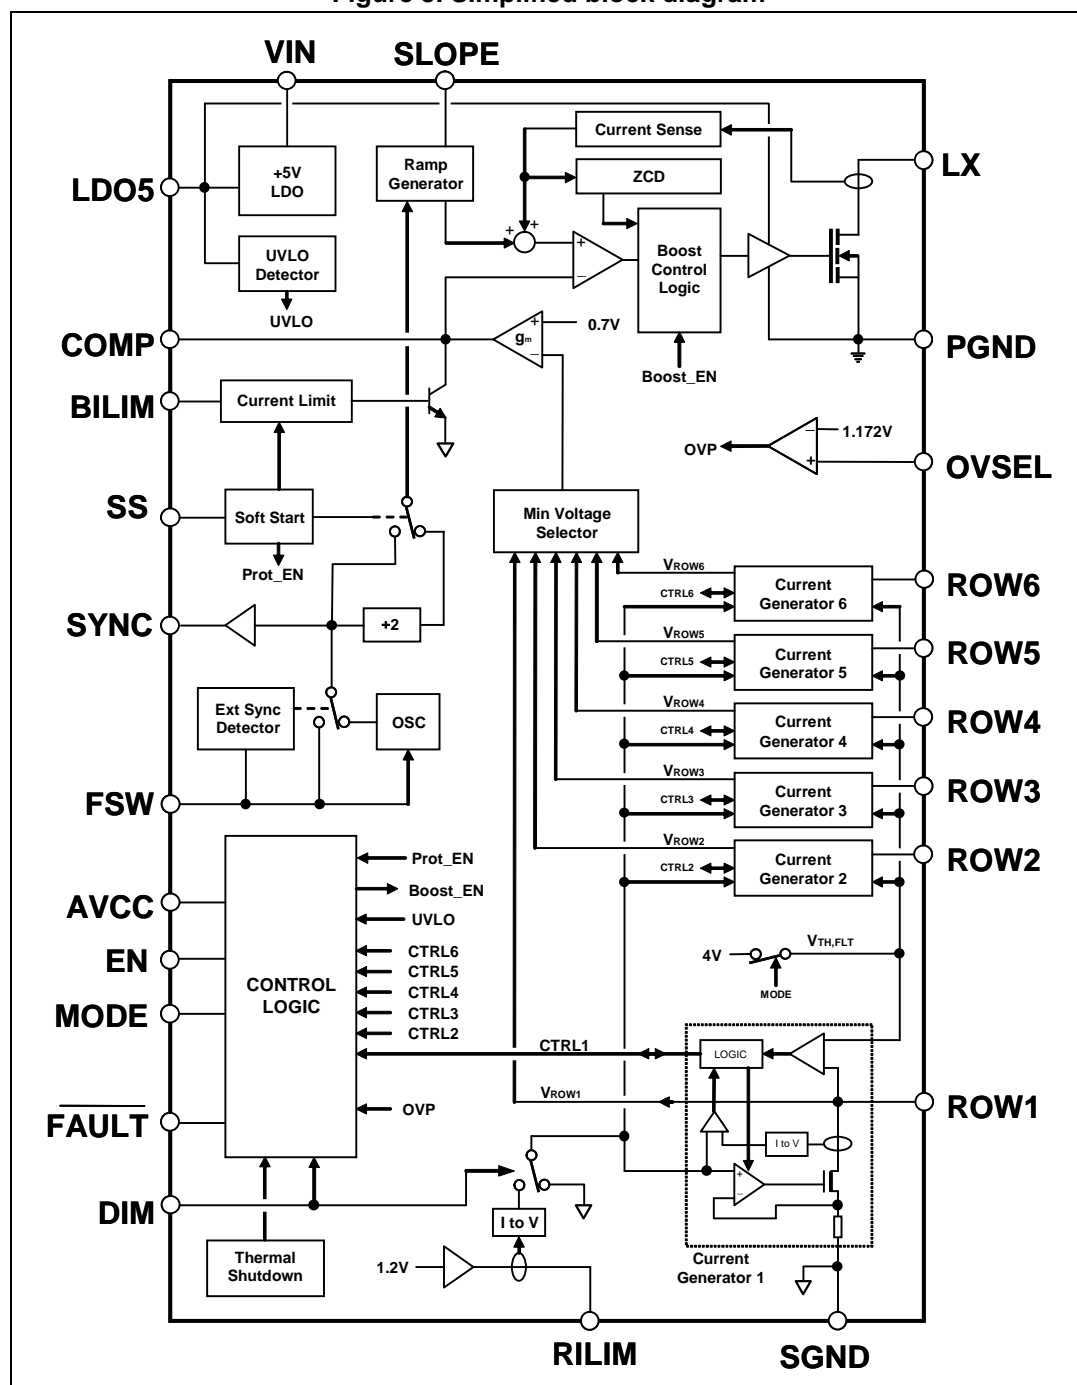 Figure 3. Simplified block diagram
VIN
SLOPE
Current Sense
+5V
LDO
Ramp
Generator
ZCD
LX
LDO5
+
+
+
−
Boost
Control
Logic
UVLO
Detector
UVLO
COMP
gm
+
−
0.7V
PGND
Boost_EN
BILIM
Current Limit
OVP
−
+
1.172V
OVSEL
SS
Soft Start
Prot_EN
Min Voltage
Selector
SYNC
÷2
VROW6
CTRL6
Current
Generator 6
ROW6
VROW5
CTRL5
Current
Generator 5
ROW5
Ext Sync
Detector
OSC
VROW4
CTRL4
Current
Generator 4
ROW4
FSW
VROW3
CTRL3
Current
Generator 3
ROW3
VROW2
CTRL2
Current
Generator 2
ROW2
CONTROL
LOGIC
Prot_EN
Boost_EN
UVLO
CTRL6
CTRL5
CTRL4
CTRL3
CTRL2
CTRL1
OVP
AVCC
EN
MODE
FAULT
DIM
4V
VTH,FLT
MODE
LOGIC
VROW1
ROW1
I to V
+
−
I to V
Thermal
Shutdown
1.2V
Current
Generator 1
RILIM
SGND